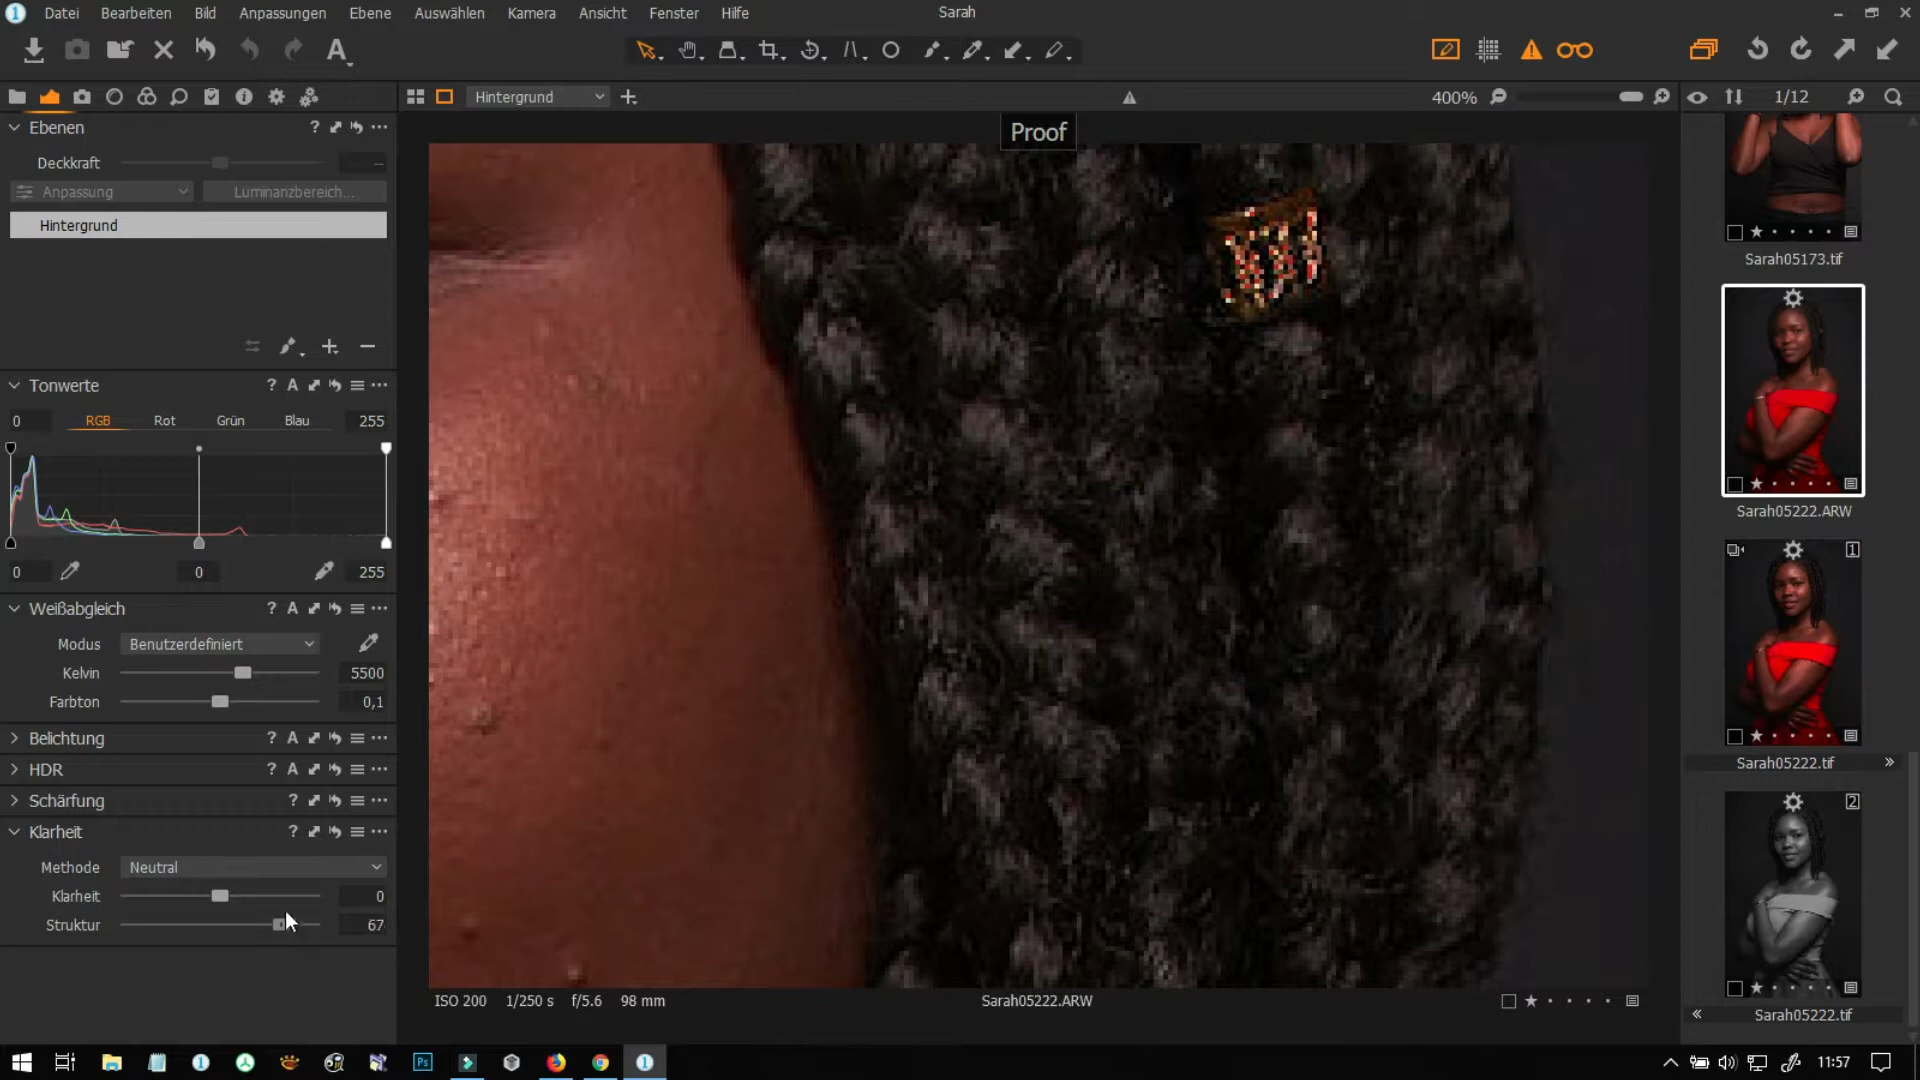 Datei Bearbeiten Bild Anpassungen Ebene Auswählen Kamera Ansicht Fenster Hilfe Sarah
Hintgrund 400% 1/12
Proof
Ebenen
Deckkraft
Anpassung Luminanzbereich...
Hintergrund
Tonwerte
0 RGB Rot Grün Blau 255
0 0 255
Weißabgleich
Modus Benutzerdefiniert
Kelvin 5500
Farbton 0,1
Belichtung
HDR
Schärfung
Klarheit
Methode Neutral
Klarheit 0
Struktur 67
ISO 200 1/250 s f/5.6 98 mm Sarah05222.ARW
Sarah05173.tif
Sarah05222.ARW
1
Sarah05222.tif
2
Sarah05222.tif
11:57